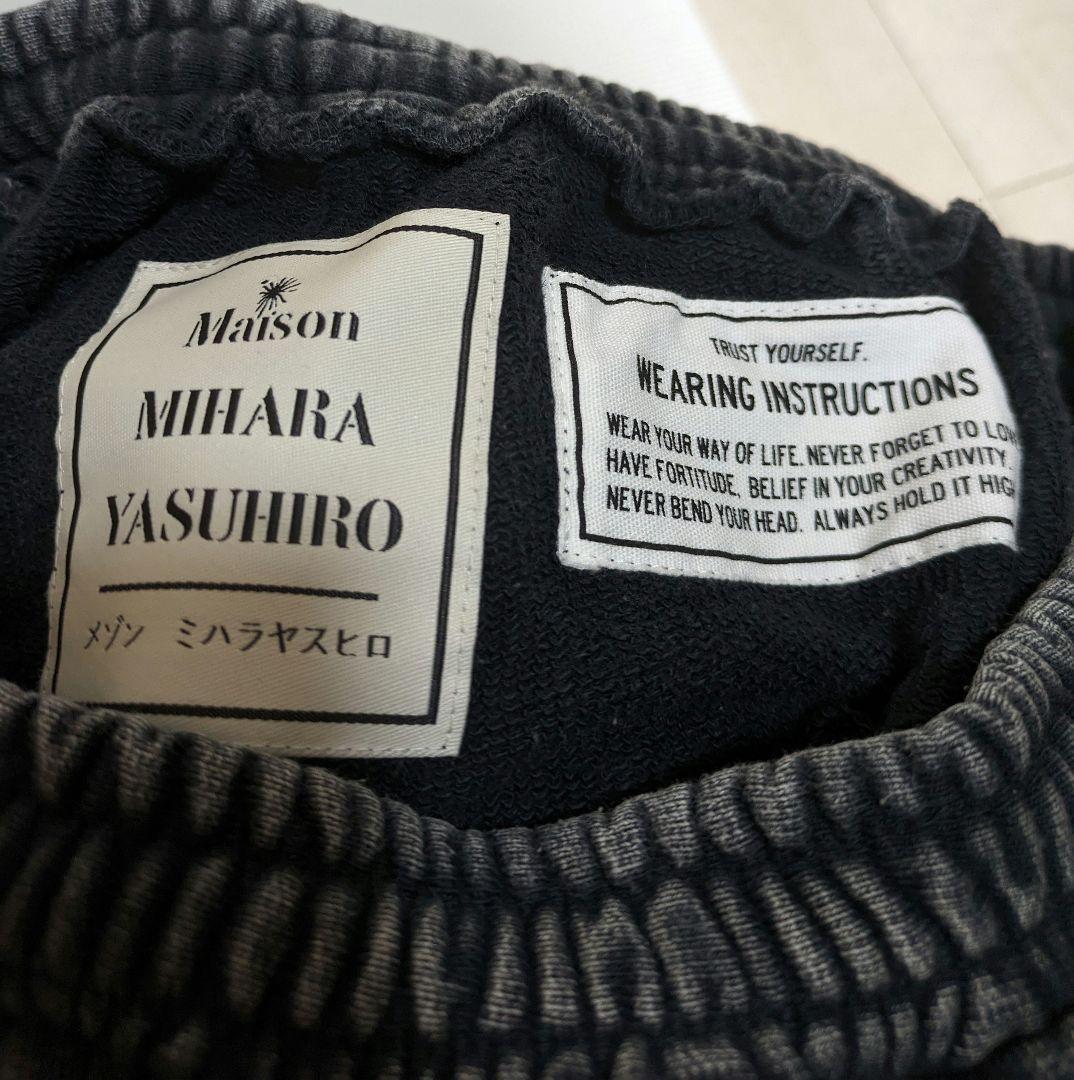 Maison
MIHARA
YASUHIRO
メゾン ミハラヤスヒロ
TRUST YOURSELF.
WEARING INSTRUCTIONS
WEAR YOUR WAY OF LIFE. NEVER FORGET TO
HAVE FORTITUDE, BELIEF IN YOUR CREATIVITY.
NEVER BEND YOUR HEAD. ALWAYS HOLD IT